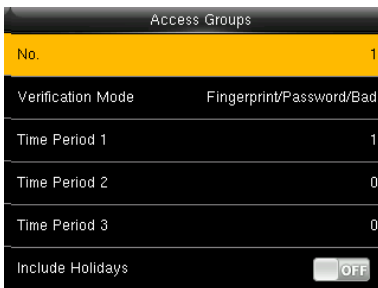 Access Groups
No. 1
Verification Mode Fingerprint/Password/Bad
Time Period 1 1
Time Period 2 0
Time Period 3 0
Include Holidays OFF